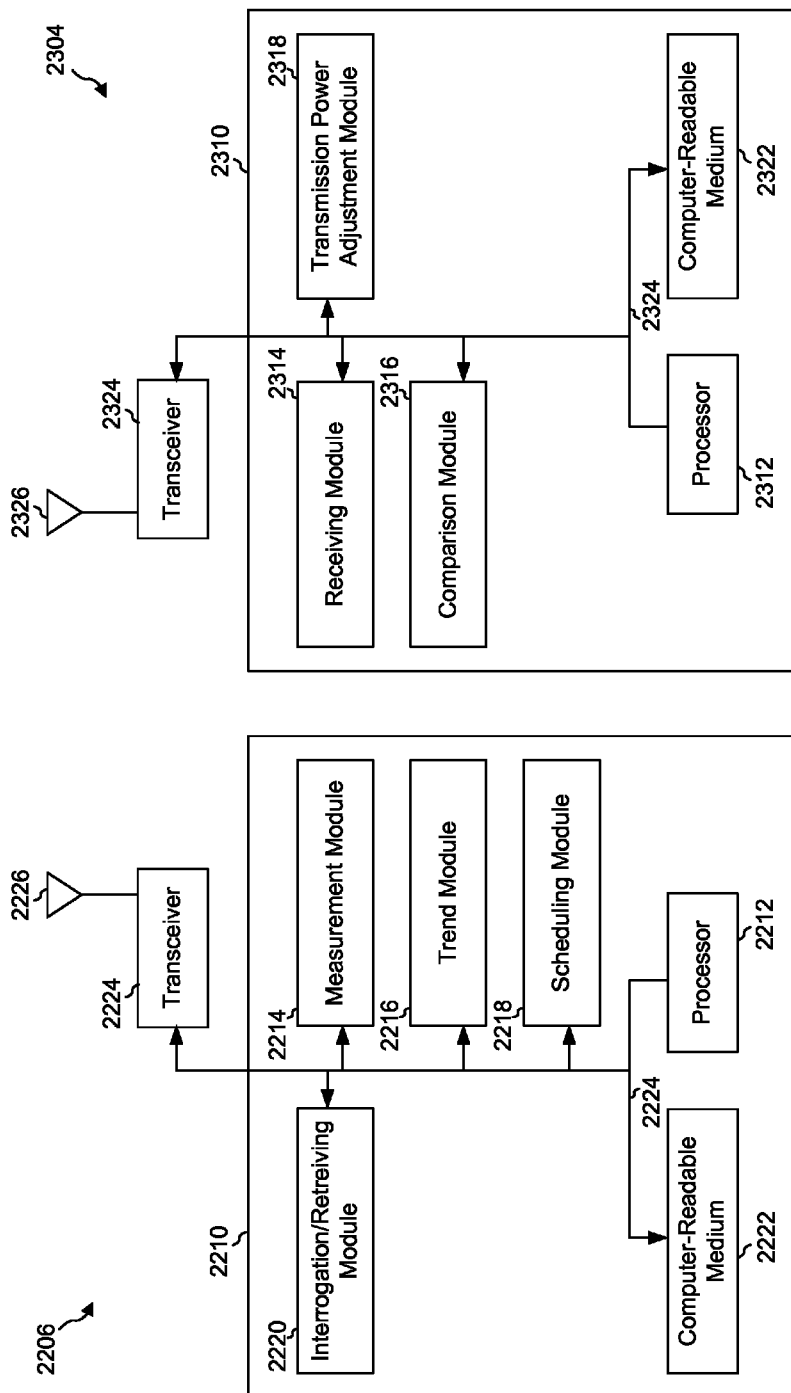 2206
2210
2226
2224
Transceiver
2220
Interrogation/Retreiving
Module
2214
Measurement Module
2216
Trend Module
2218
Scheduling Module
2224
Computer-Readable
Medium
2222
Processor
2212
2304
2310
2326
2324
Transceiver
2314
Receiving Module
2318
Transmission Power
Adjustment Module
2316
Comparison Module
2324
Processor
2312
Computer-Readable
Medium
2322